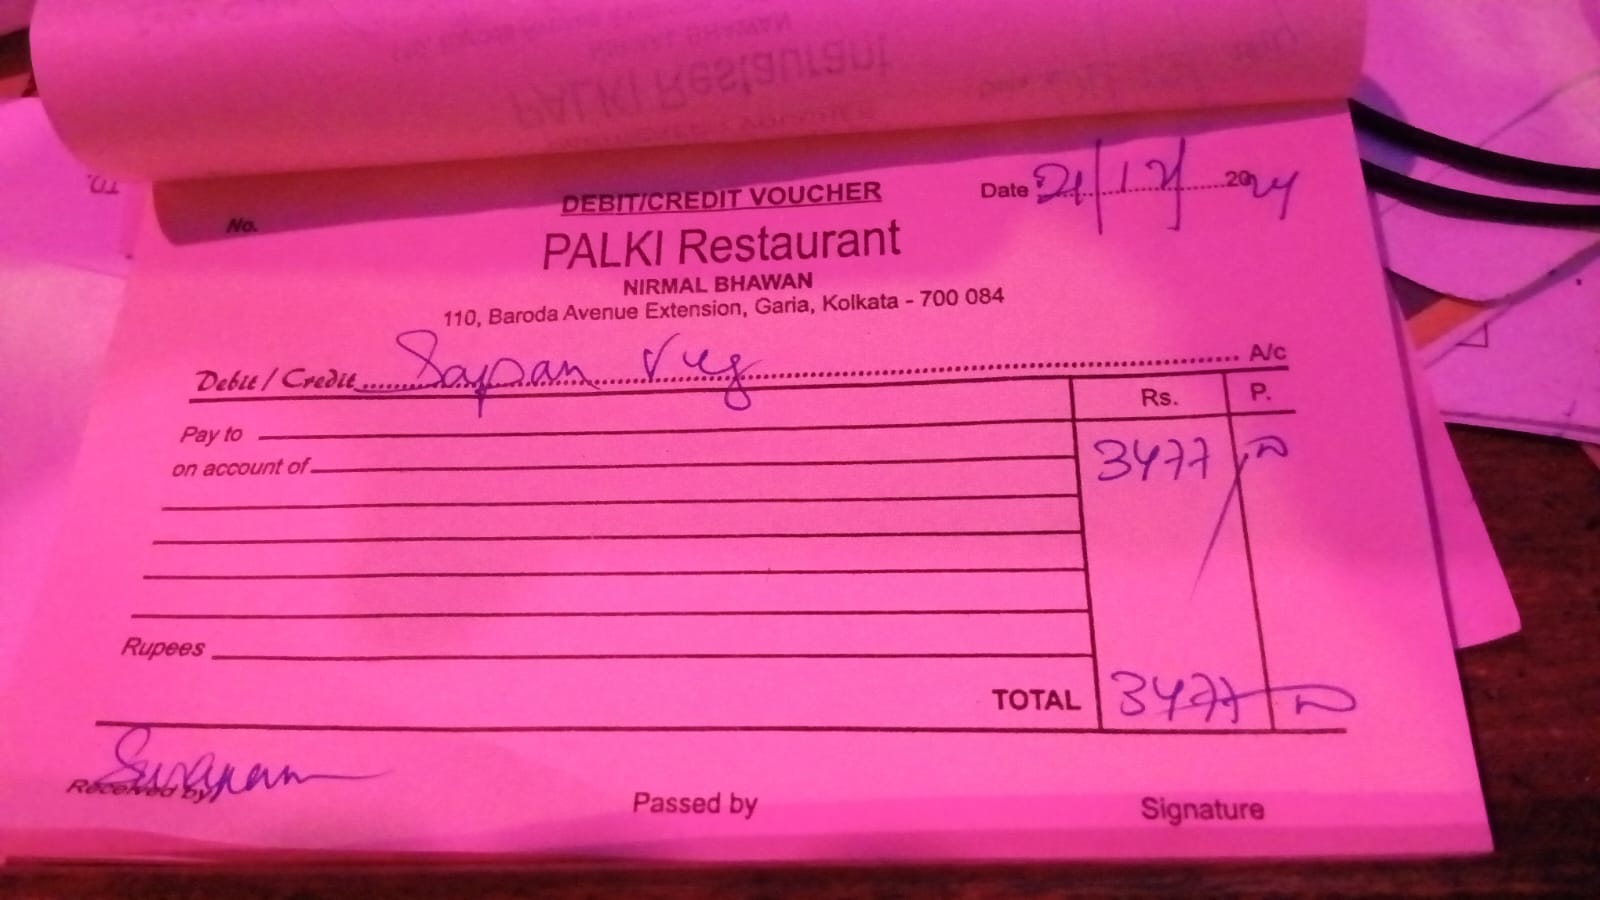 DEBIT/CREDIT VOUCHER
No.
Date 21/12/2024
PALKI Restaurant
NIRMAL BHAWAN
110, Baroda Avenue Extension, Garia, Kolkata - 700 084
Debit / Credit Sapan Veg A/c
Rs. P.
Pay to
on account of
3477
Rupees
TOTAL 3477
Swapan
Received by
Passed by
Signature